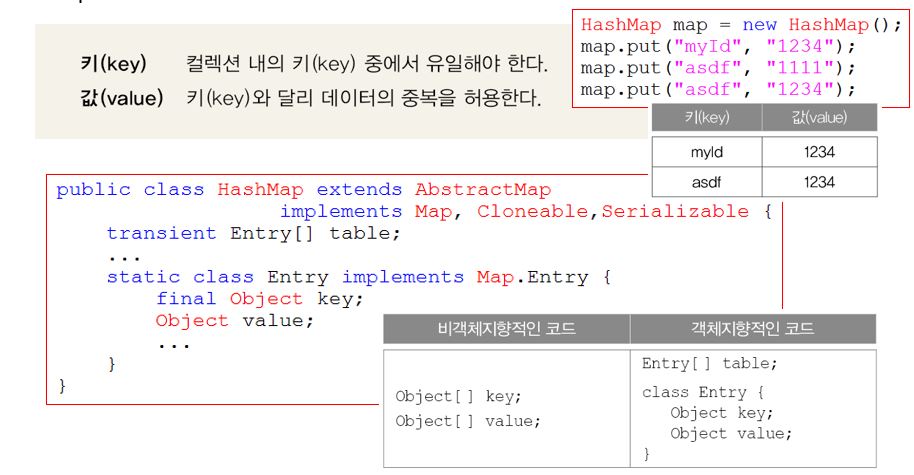 키(key) 컬렉션 내의 키(key) 중에서 유일해야 한다.
값(value) 키(key)와 달리 데이터의 중복을 허용한다.
HashMap map = new HashMap();
map.put("myId", "1234");
map.put("asdf", "1111");
map.put("asdf", "1234");
키(key) 값(value)
myId 1234
asdf 1234
public class HashMap extends AbstractMap
implements Map, Cloneable,Serializable {
transient Entry[] table;
...
static class Entry implements Map.Entry {
final Object key;
Object value;
...
}
}
비객체지향적인 코드 객체지향적인 코드
Object[] key;
Object[] value;
Entry[] table;
class Entry {
Object key;
Object value;
}